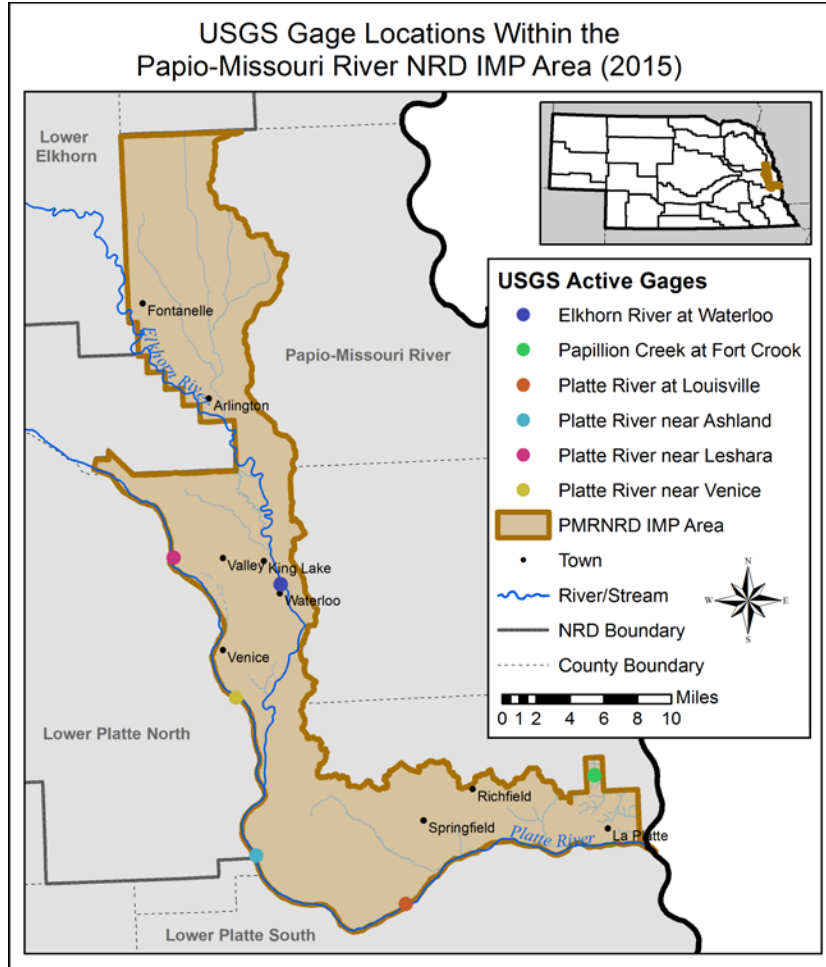 USGS Gage Locations Within the
Papio-Missouri River NRD IMP Area (2015)
Lower
Elkhorn
Fontanelle
Elkhorn River
Papio-Missouri River
Arlington
Valley
King Lake
Waterloo
Venice
Lower Platte North
Richfield
Springfield
Platte River
La Platte
Lower Platte South
USGS Active Gages
Elkhorn River at Waterloo
Papillion Creek at Fort Crook
Platte River at Louisville
Platte River near Ashland
Platte River near Leshara
Platte River near Venice
PMRNRD IMP Area
Town
River/Stream
NRD Boundary
County Boundary
N
W E
S
Miles
0 1 2 4 6 8 10